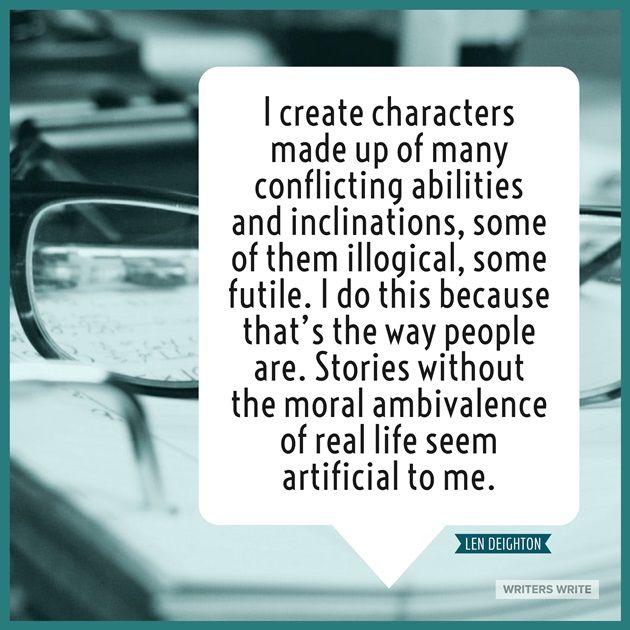 I create characters
made up of many
conflicting abilities
and inclinations, some
of them illogical, some
futile. I do this because
that's the way people
are. Stories without
the moral ambivalence
of real life seem
artificial to me.
LEN DEIGHTON
WRITERS WRITE